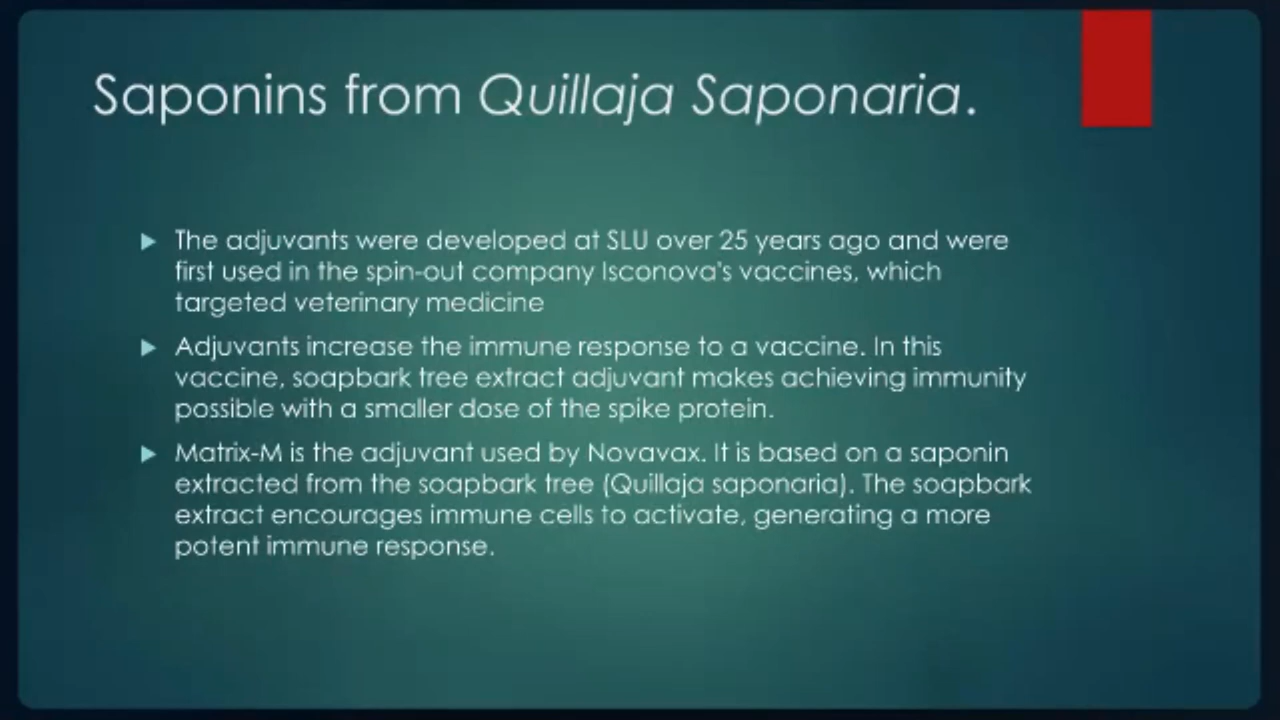 Saponins from Quillaja Saponaria.
The adjuvants were developed at SLU over 25 years ago and were
first used in the spin-out company Isconova's vaccines, which
targeted veterinary medicine
Adjuvants increase the immune response to a vaccine. In this
vaccine, soapbark tree extract adjuvant makes achieving immunity
possible with a smaller dose of the spike protein.
Matrix-M is the adjuvant used by Novavax. It is based on a saponin
extracted from the soapbark tree (Quillaja saponaria). The soapbark
extract encourages immune cells to activate, generating a more
potent immune response.